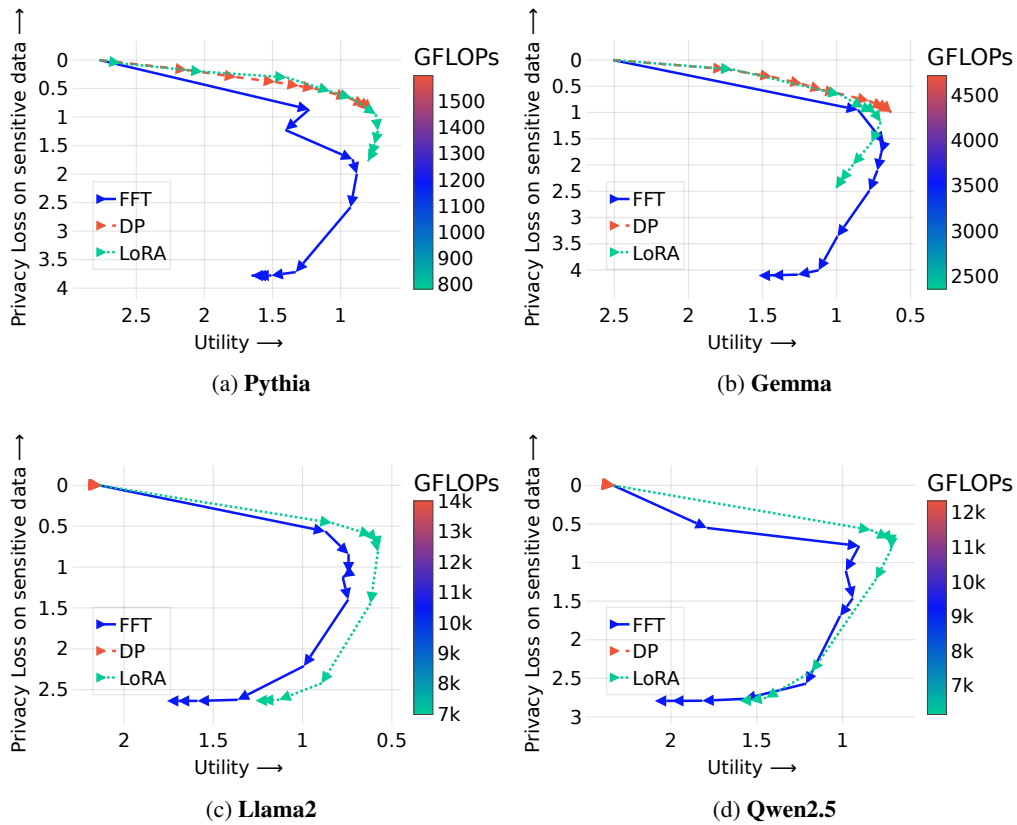 Privacy Loss on sensitive data ⟶
0
0.5
1
1.5
2
2.5
3
3.5
4
2.5
2
1.5
1
Utility ⟶
FFT
DP
LoRA
GFLOPs
1500
1400
1300
1200
1100
1000
900
800
(a) Pythia
Privacy Loss on sensitive data ⟶
0
0.5
1
1.5
2
2.5
3
3.5
4
2.5
2
1.5
1
0.5
Utility ⟶
FFT
DP
LoRA
GFLOPs
4500
4000
3500
3000
2500
(b) Gemma
Privacy Loss on sensitive data ⟶
0
0.5
1
1.5
2
2.5
2
1.5
1
0.5
Utility ⟶
FFT
DP
LoRA
GFLOPs
14k
13k
12k
11k
10k
9k
8k
7k
(c) Llama2
Privacy Loss on sensitive data ⟶
0
0.5
1
1.5
2
2.5
3
2
1.5
1
Utility ⟶
FFT
DP
LoRA
GFLOPs
12k
11k
10k
9k
8k
7k
(d) Qwen2.5